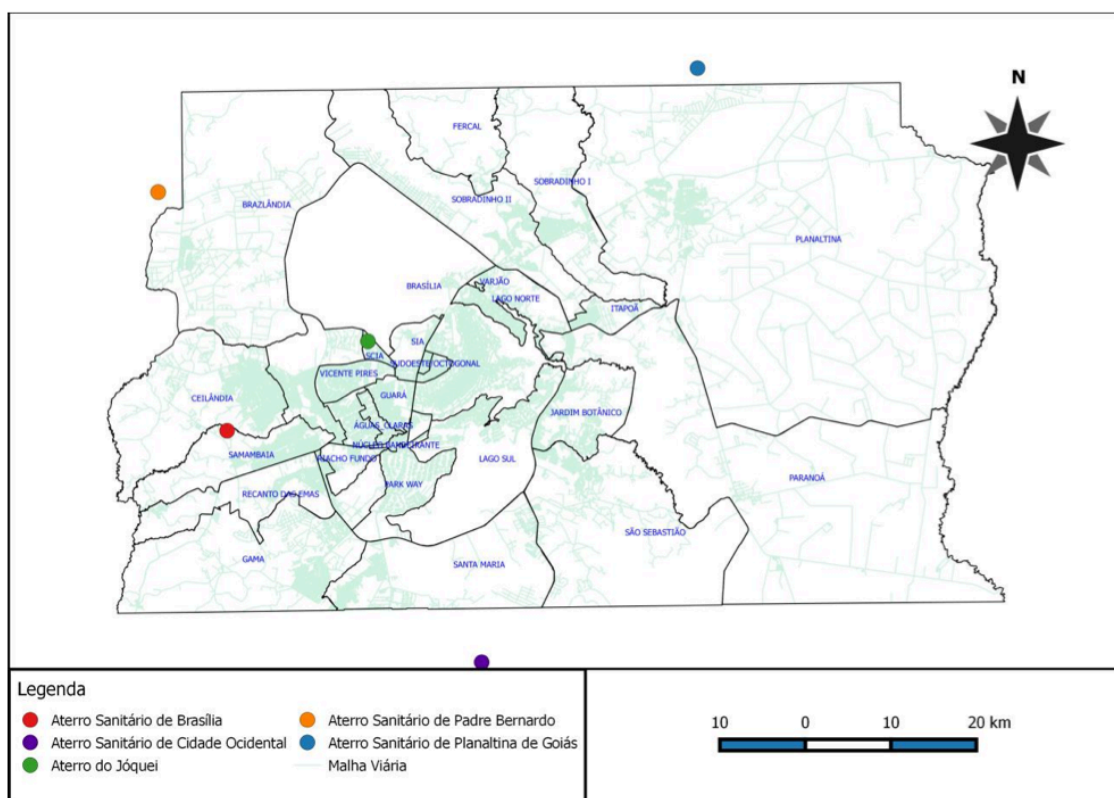 N
FERCAL
SOBRADINHO I
BRAZLÂNDIA
SOBRADINHO II
PLANALTINA
VARJÃO
BRASÍLIA
LAGO NORTE
ITAPOÃ
SIA
SCIA
SUDOESTE/OCTOGONAL
VICENTE PIRES
GUARÁ
CEILÂNDIA
JARDIM BOTÂNICO
ÁGUAS CLARAS
NÚCLEO BANDEIRANTE
SAMAMBAIA
RIACHO FUNDO
LAGO SUL
PARK WAY
PARANOÁ
RECANTO DAS EMAS
SÃO SEBASTIÃO
GAMA
SANTA MARIA
Legenda
Aterro Sanitário de Brasília
Aterro Sanitário de Padre Bernardo
Aterro Sanitário de Cidade Ocidental
Aterro Sanitário de Planaltina de Goiás
Aterro do Jóquei
Malha Viária
10 0 10 20 km